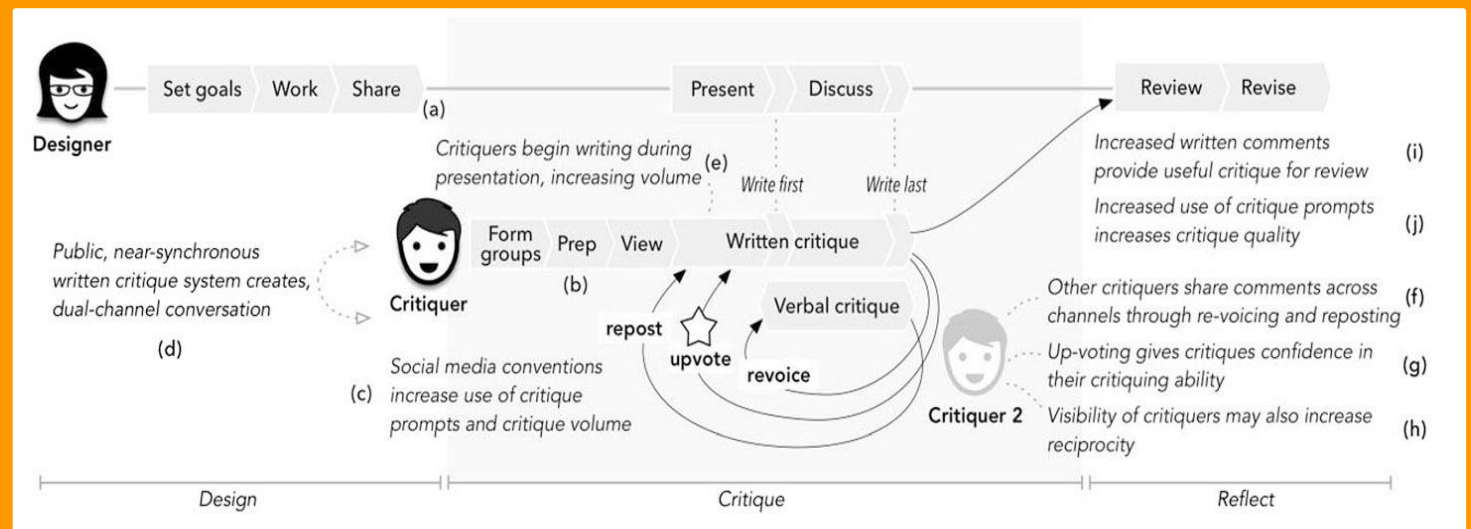 Set goals
Work
Share
Present
Discuss
Review
Revise
Designer
(a)
Critiquers begin writing during
presentation, increasing volume
(e)
Write first
Write last
Increased written comments
provide useful critique for review
(i)
Increased use of critique prompts
increases critique quality
(j)
Public, near-synchronous
written critique system creates,
dual-channel conversation
(d)
Critiquer
Form
groups
Prep
View
Written critique
(b)
Verbal critique
repost
upvote
revoice
(c)
Social media conventions
increase use of critique
prompts and critique volume
Critiquer 2
Other critiquers share comments across
channels through re-voicing and reposting
(f)
Up-voting gives critiques confidence in
their critiquing ability
(g)
Visibility of critiquers may also increase
reciprocity
(h)
Design
Critique
Reflect